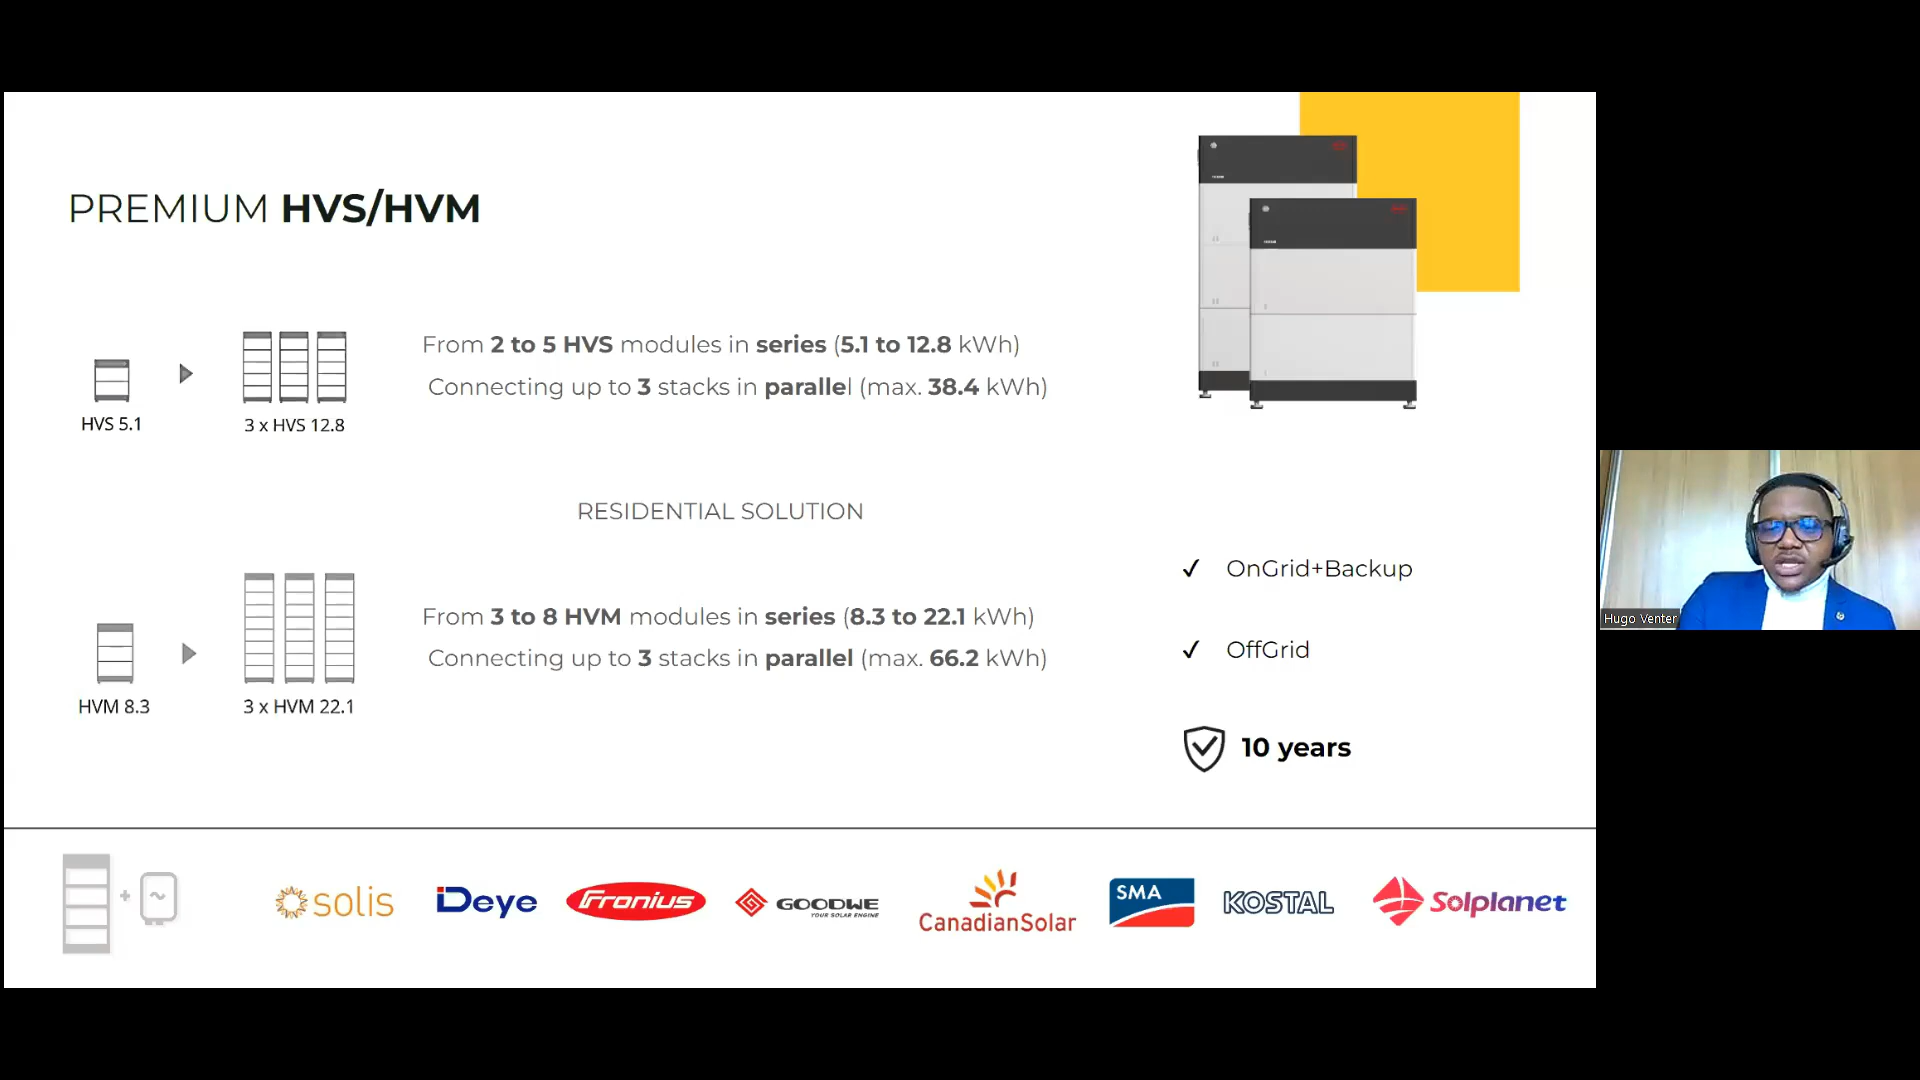 PREMIUM HVS/HVM
From 2 to 5 HVS modules in series (5.1 to 12.8 kWh)
Connecting up to 3 stacks in parallel (max. 38.4 kWh)
HVS 5.1
3 x HVS 12.8
RESIDENTIAL SOLUTION
From 3 to 8 HVM modules in series (8.3 to 22.1 kWh)
Connecting up to 3 stacks in parallel (max. 66.2 kWh)
HVM 8.3
3 x HVM 22.1
OnGrid+Backup
OffGrid
10 years
Hugo Venter
solis
Deye
Fronius
GOODWE
YOUR SOLAR ENGINE
CanadianSolar
SMA
KOSTAL
Solplanet